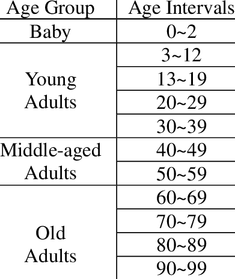 Age Group Age Intervals
Baby 0~2
Young Adults 3~12
13~19
20~29
30~39
Middle-aged Adults 40~49
50~59
Old Adults 60~69
70~79
80~89
90~99